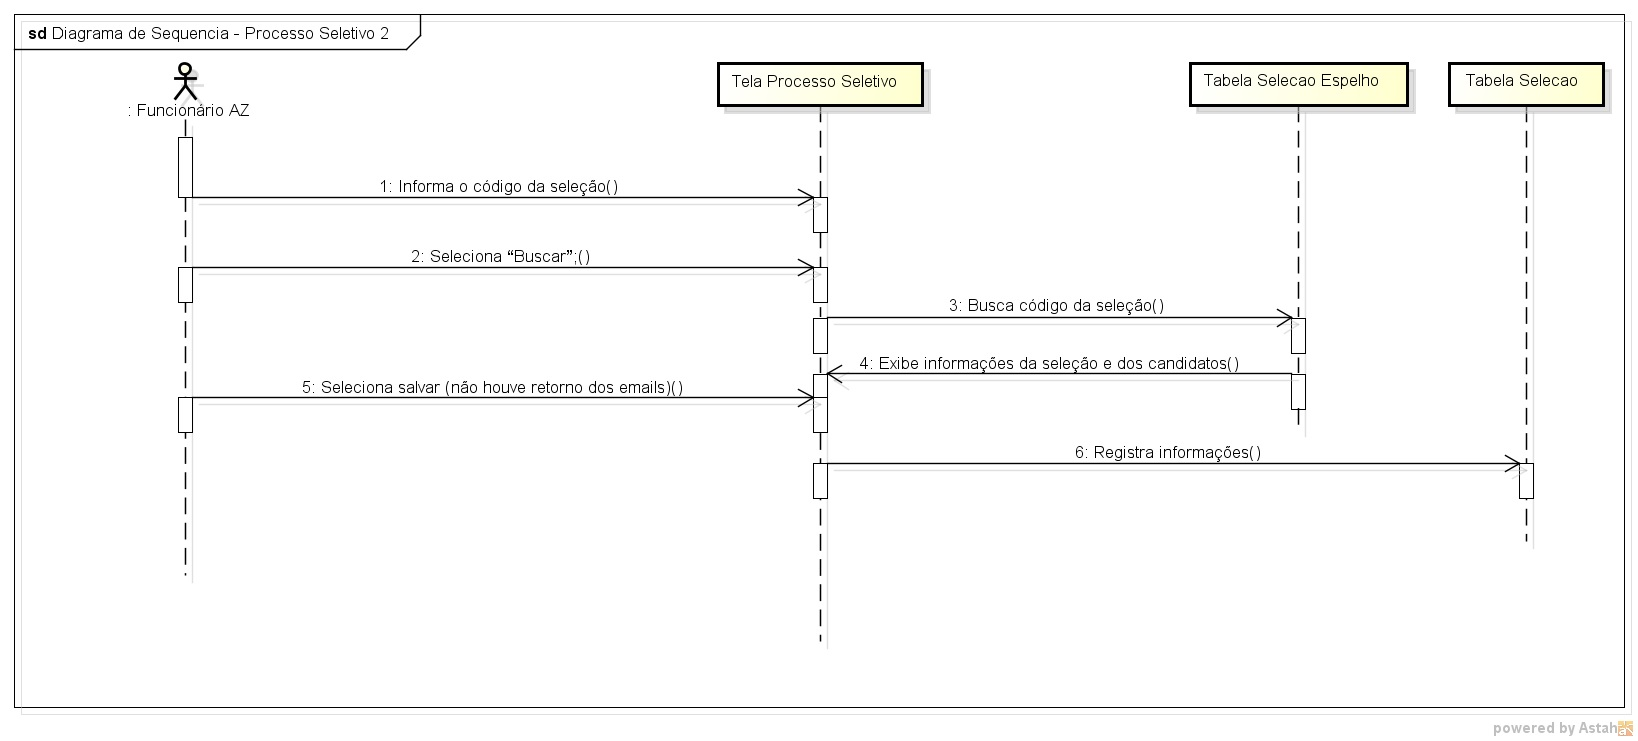 sd Diagrama de Sequencia - Processo Seletivo 2
: Funcionário AZ
Tela Processo Seletivo
Tabela Selecao Espelho
Tabela Selecao
1: Informa o código da seleção()
2: Seleciona “Buscar”;()
3: Busca código da seleção()
4: Exibe informações da seleção e dos candidatos()
5: Seleciona salvar (não houve retorno dos emails)()
6: Registra informações()
powered by Astah